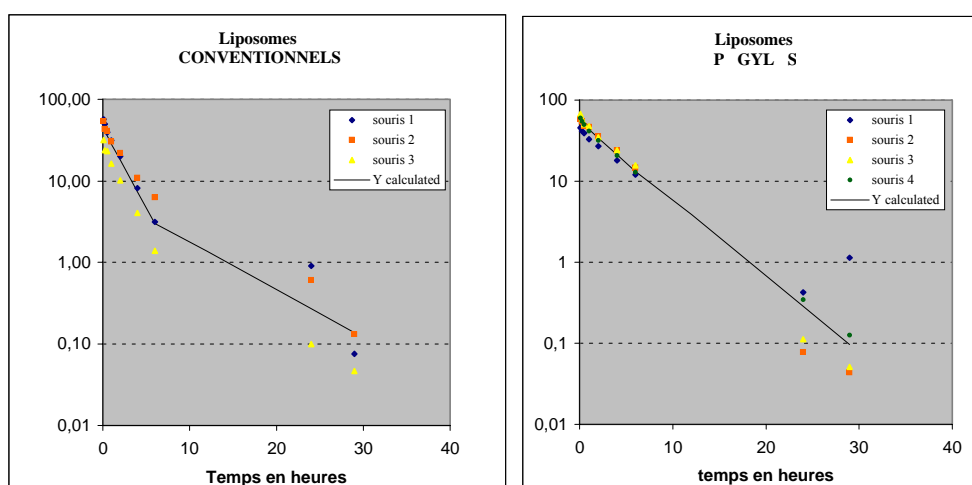 Liposomes
CONVENTIONNELS
100,00
10,00
1,00
0,10
0,01
0 10 20 30 40
Temps en heures
souris 1
souris 2
souris 3
Y calculated
Liposomes
P GYL S
100
10
1
0,1
0,01
0 10 20 30 40
temps en heures
souris 1
souris 2
souris 3
souris 4
Y calculated